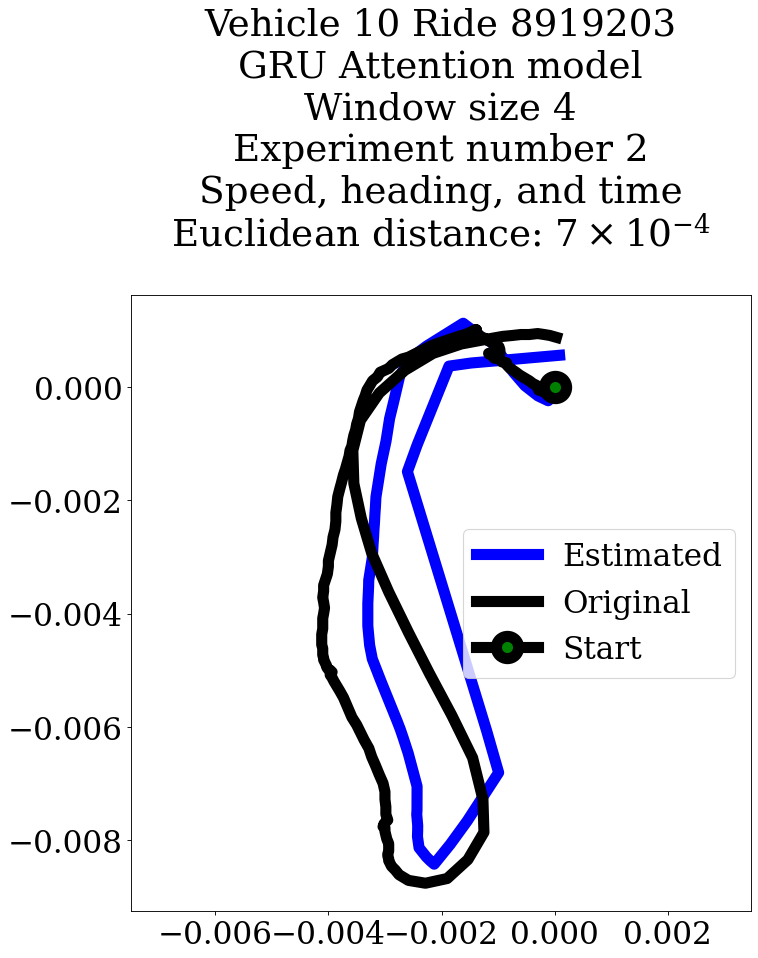 Vehicle 10 Ride 8919203
GRU Attention model
Window size 4
Experiment number 2
Speed, heading, and time
Euclidean distance: 7 × 10⁻⁴
0.000
−0.002
−0.004
−0.006
−0.008
Estimated
Original
Start
−0.006 −0.004 −0.002 0.000 0.002